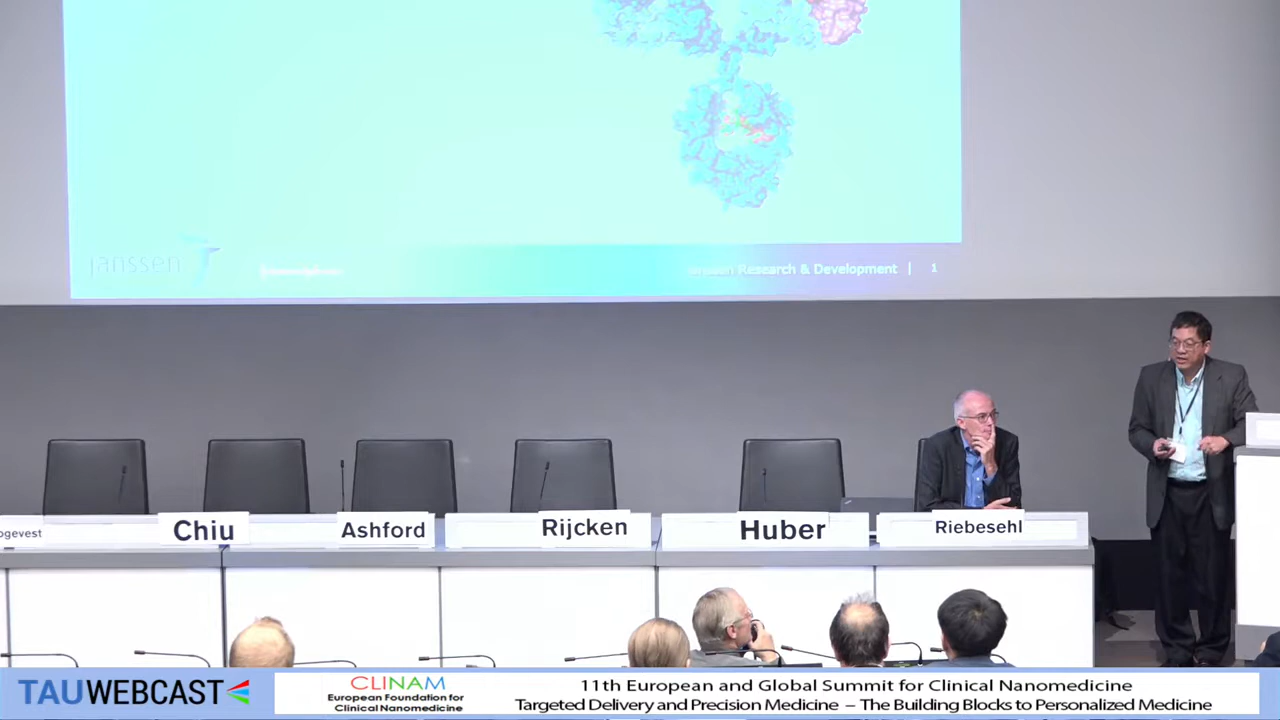 janssen
Research & Development | 1
Chiu
Ashford
Rijcken
Huber
Riebesehl
TAUWEBCAST
CLINAM
European Foundation for
Clinical Nanomedicine
11th European and Global Summit for Clinical Nanomedicine
Targeted Delivery and Precision Medicine – The Building Blocks to Personalized Medicine